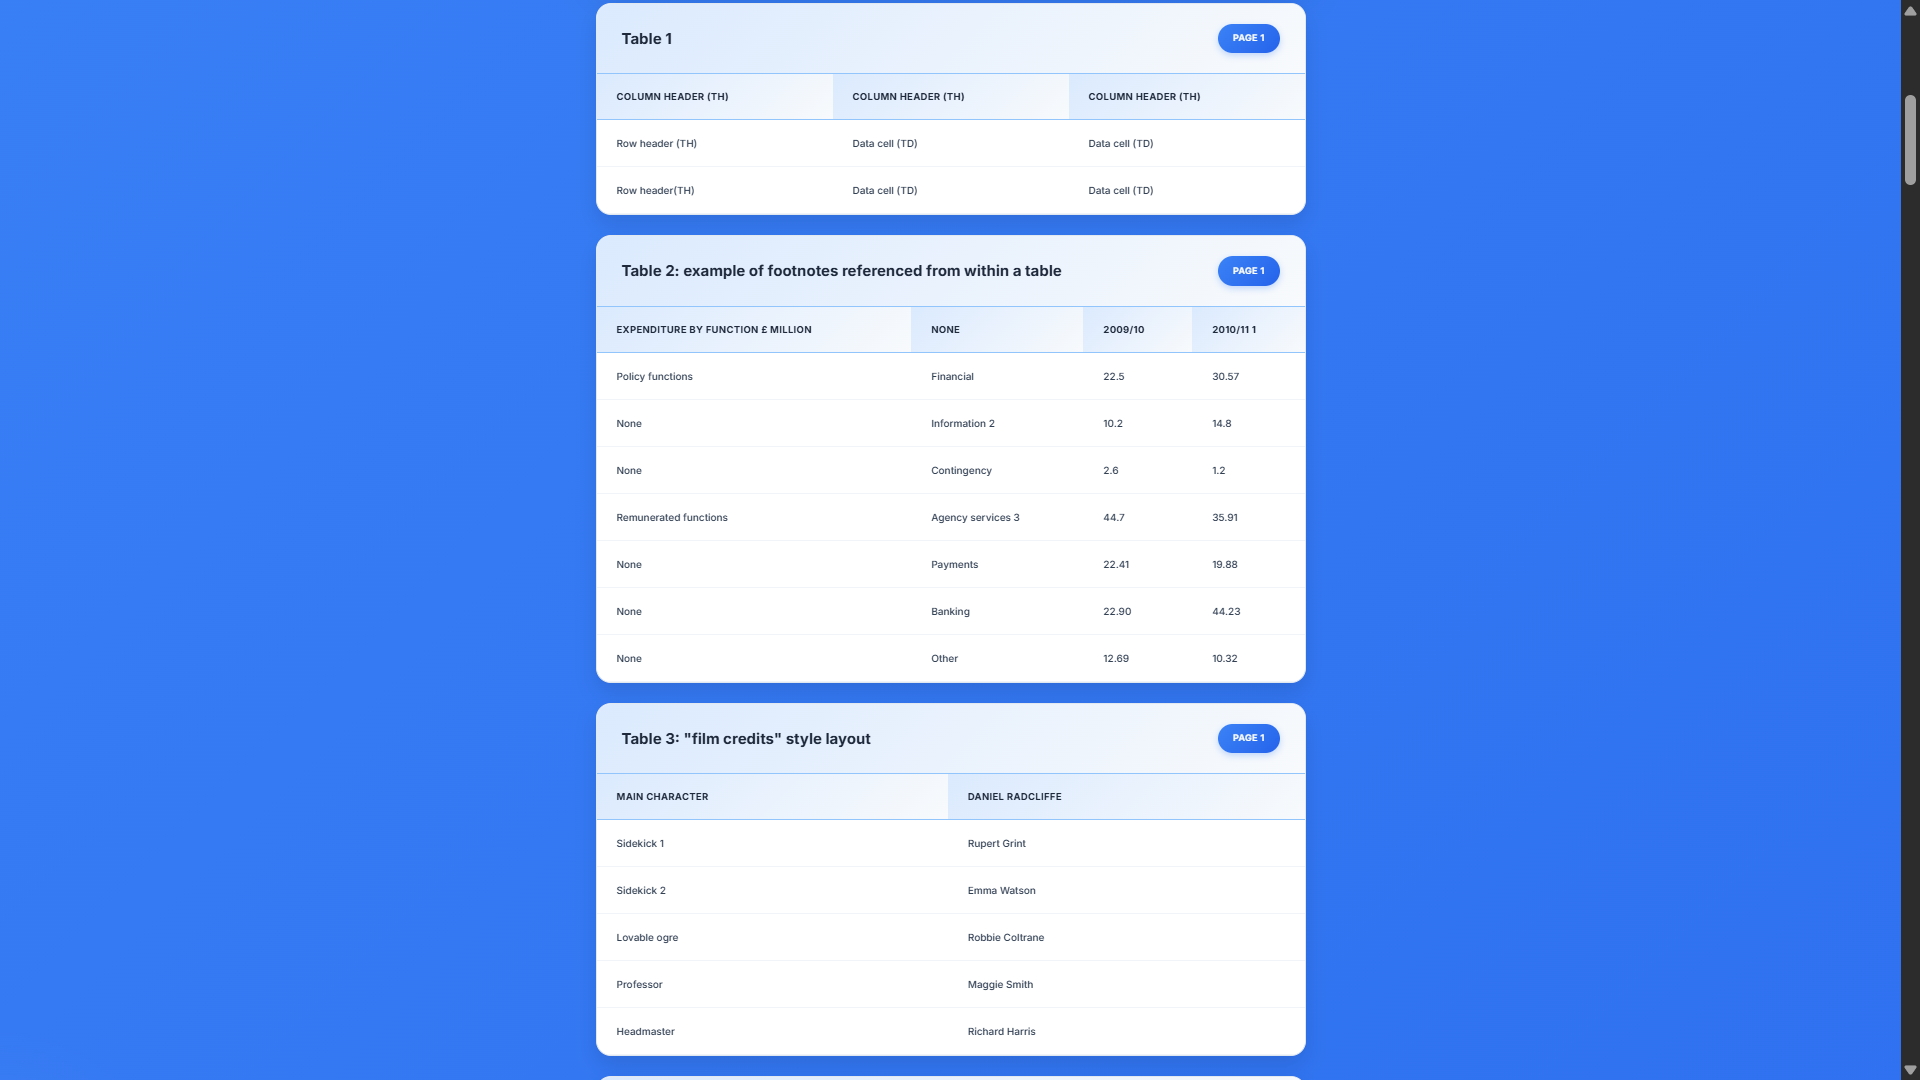 Table 1
PAGE 1
COLUMN HEADER (TH) COLUMN HEADER (TH) COLUMN HEADER (TH)
Row header (TH) Data cell (TD) Data cell (TD)
Row header(TH) Data cell (TD) Data cell (TD)
Table 2: example of footnotes referenced from within a table
PAGE 1
EXPENDITURE BY FUNCTION £ MILLION NONE 2009/10 2010/11 1
Policy functions Financial 22.5 30.57
None Information 2 10.2 14.8
None Contingency 2.6 1.2
Remunerated functions Agency services 3 44.7 35.91
None Payments 22.41 19.88
None Banking 22.90 44.23
None Other 12.69 10.32
Table 3: "film credits" style layout
PAGE 1
MAIN CHARACTER DANIEL RADCLIFFE
Sidekick 1 Rupert Grint
Sidekick 2 Emma Watson
Lovable ogre Robbie Coltrane
Professor Maggie Smith
Headmaster Richard Harris